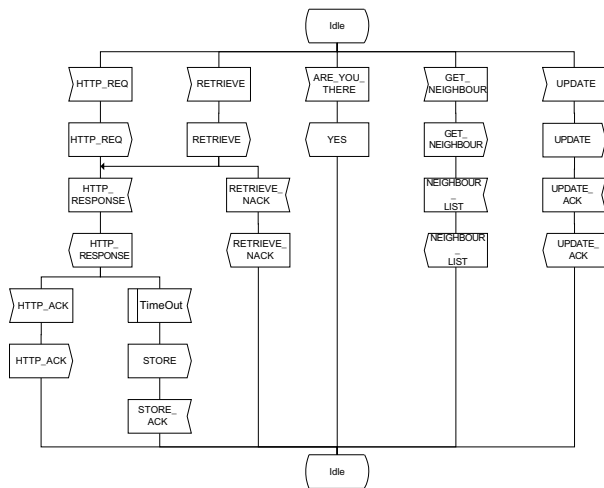 Idle
HTTP_REQ
RETRIEVE
ARE_YOU_
THERE
GET_
NEIGHBOUR
UPDATE
HTTP_REQ
RETRIEVE
YES
GET_
NEIGHBOUR
UPDATE
HTTP_
RESPONSE
RETRIEVE_
NACK
NEIGHBOUR
_
LIST
UPDATE_
ACK
HTTP_
RESPONSE
RETRIEVE_
NACK
NEIGHBOUR
_
LIST
UPDATE_
ACK
HTTP_ACK
TimeOut
HTTP_ACK
STORE
STORE_
ACK
Idle